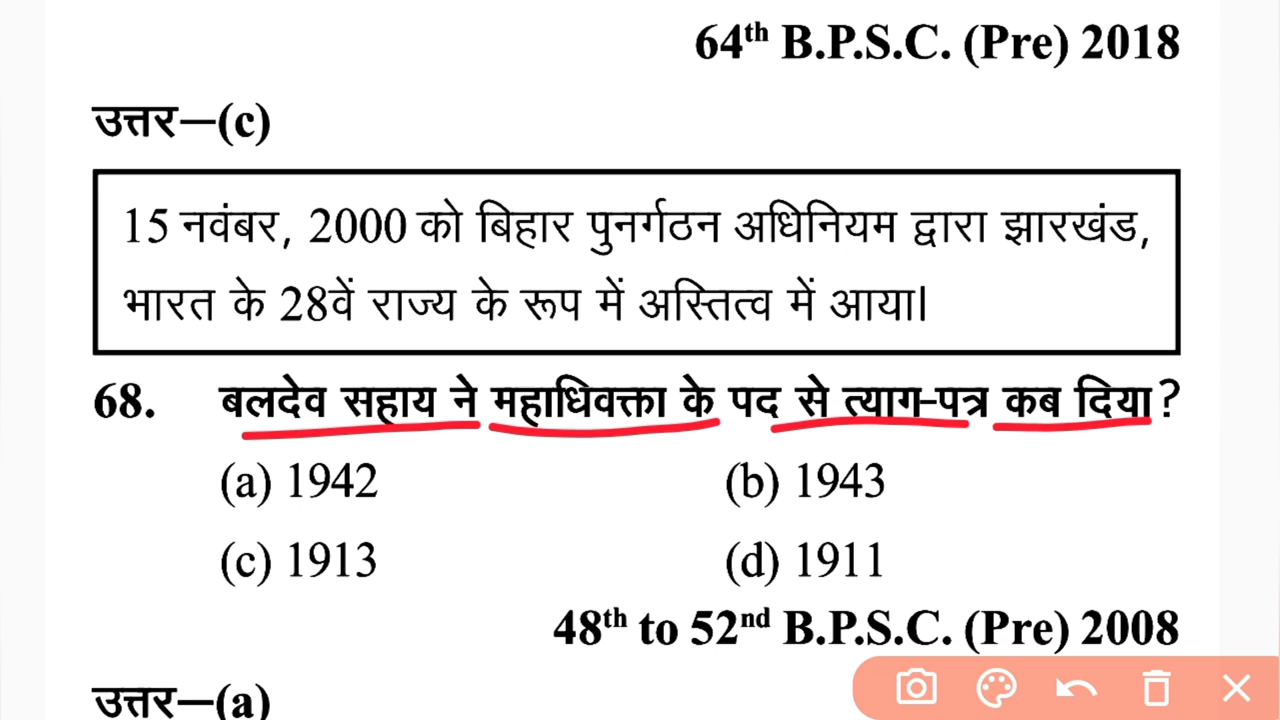 64th B.P.S.C. (Pre) 2018
उत्तर—(c)
15 नवंबर, 2000 को बिहार पुनर्गठन अधिनियम द्वारा झारखंड,
भारत के 28वें राज्य के रूप में अस्तित्व में आया।
68. बलदेव सहाय ने महाधिवक्ता के पद से त्याग-पत्र कब दिया?
(a) 1942 (b) 1943
(c) 1913 (d) 1911
48th to 52nd B.P.S.C. (Pre) 2008
उत्तर—(a)